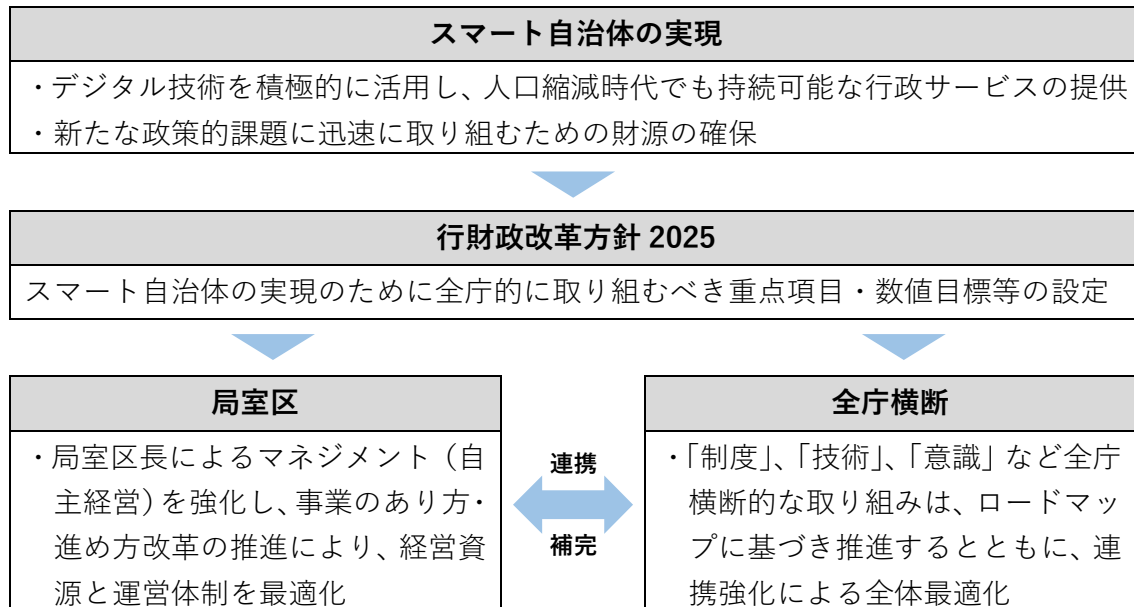 スマート自治体の実現
・デジタル技術を積極的に活用し、人口縮減時代でも持続可能な行政サービスの提供
・新たな政策的課題に迅速に取り組むための財源の確保
行財政改革方針 2025
スマート自治体の実現のために全庁的に取り組むべき重点項目・数値目標等の設定
局室区
・局室区長によるマネジメント（自
主経営）を強化し、事業のあり方・
進め方改革の推進により、経営資
源と運営体制を最適化
連携
補完
全庁横断
・「制度」、「技術」、「意識」など全庁
横断的な取り組みは、ロードマッ
プに基づき推進するとともに、連
携強化による全体最適化